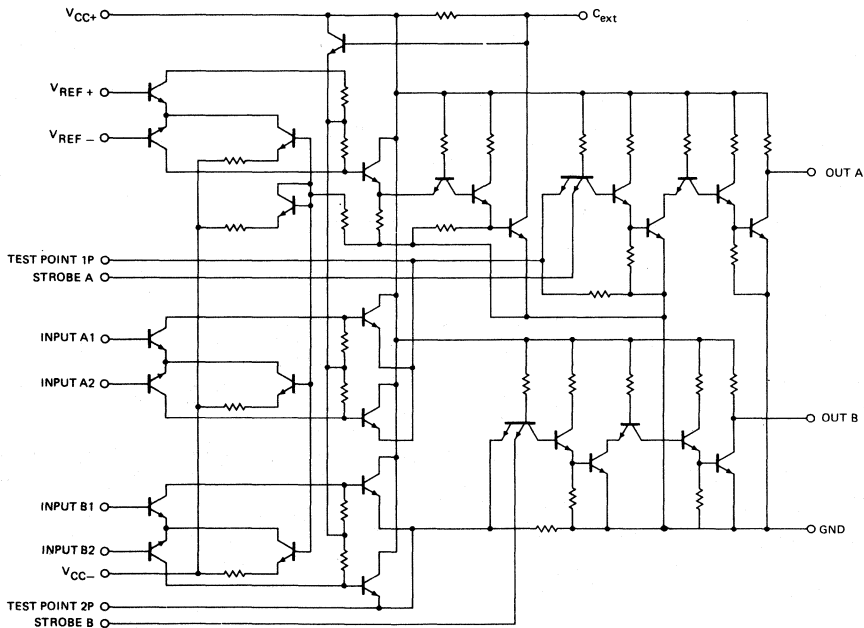 VCC+
Cext
VREF +
VREF –
OUT A
TEST POINT 1P
STROBE A
INPUT A1
INPUT A2
OUT B
INPUT B1
INPUT B2
GND
VCC–
TEST POINT 2P
STROBE B